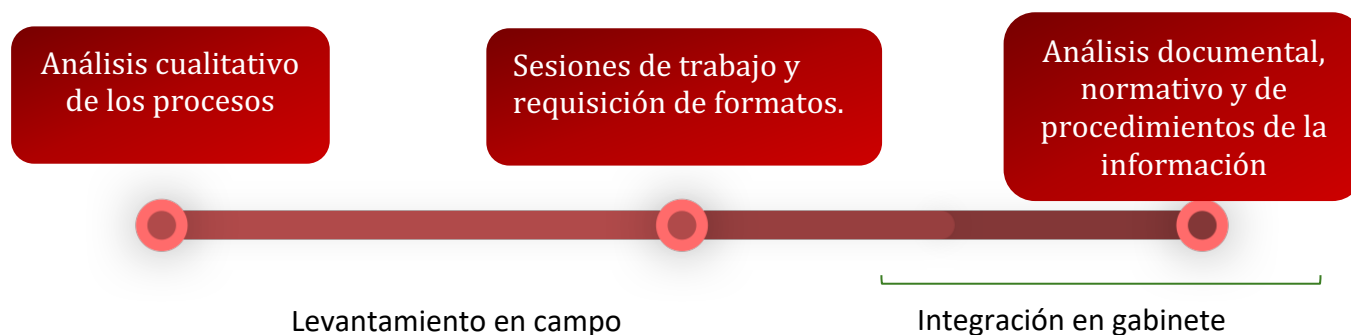 Análisis cualitativo
de los procesos
Sesiones de trabajo y
requisición de formatos.
Análisis documental,
normativo y de
procedimientos de la
información
Levantamiento en campo
Integración en gabinete